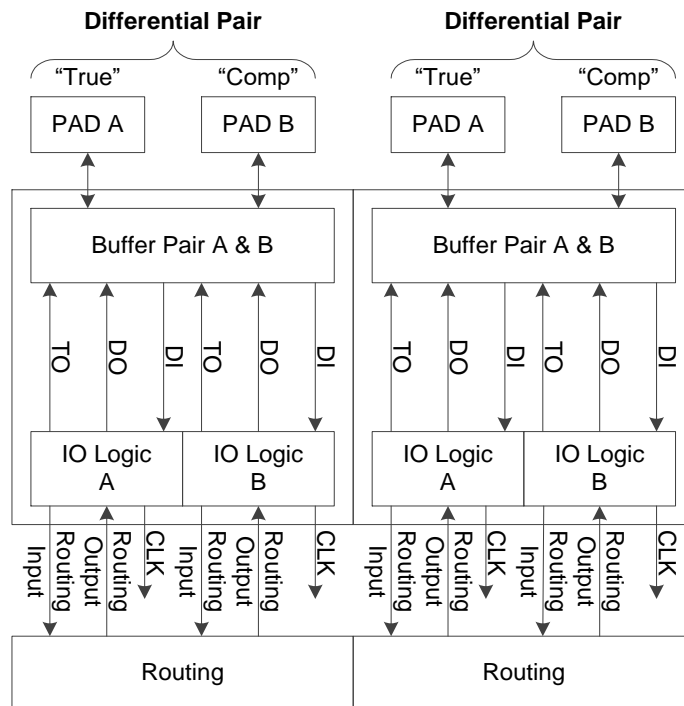 Differential Pair Differential Pair
“True” “Comp” “True” “Comp”
PAD A PAD B PAD A PAD B
Buffer Pair A & B Buffer Pair A & B
TO DO DI TO DO DI TO DO DI TO DO DI
IO Logic A IO Logic B IO Logic A IO Logic B
Routing Input Routing Output CLK Routing Input Routing Output CLK Routing Input Routing Output CLK Routing Input Routing Output CLK
Routing Routing